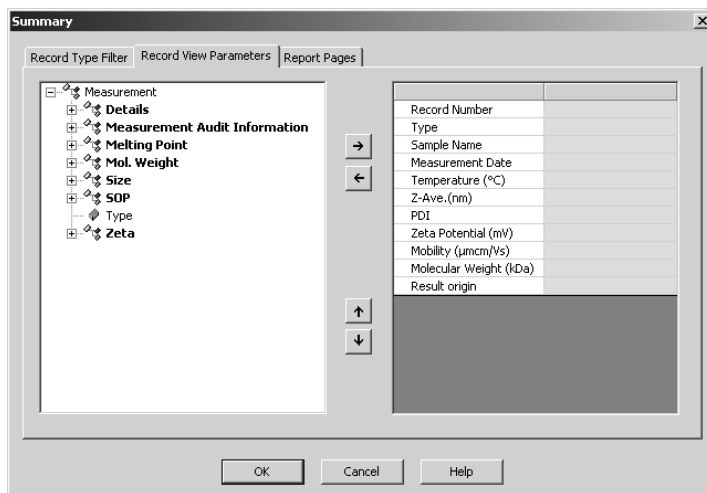 Summary
Record Type Filter
Record View Parameters
Report Pages
Measurement
Details
Measurement Audit Information
Melting Point
Mol. Weight
Size
SOP
Type
Zeta
Record Number
Type
Sample Name
Measurement Date
Temperature (ºC)
Z-Ave.(nm)
PDI
Zeta Potential (mV)
Mobility (µmcm/Vs)
Molecular Weight (kDa)
Result origin
OK
Cancel
Help